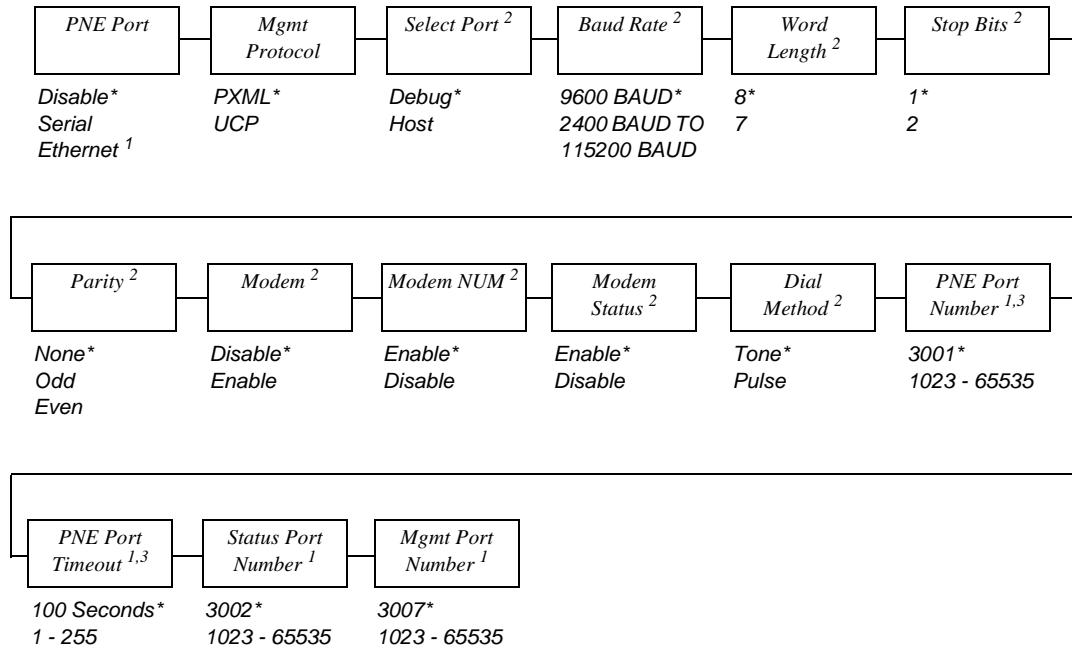 PNE Port
Mgmt
Protocol
Select Port 2
Baud Rate 2
Word
Length 2
Stop Bits 2
Disable*
Serial
Ethernet 1
PXML*
UCP
Debug*
Host
9600 BAUD*
2400 BAUD TO
115200 BAUD
8*
7
1*
2
Parity 2
Modem 2
Modem NUM 2
Modem
Status 2
Dial
Method 2
PNE Port
Number 1,3
None*
Odd
Even
Disable*
Enable
Enable*
Disable
Enable*
Disable
Tone*
Pulse
3001*
1023 - 65535
PNE Port
Timeout 1,3
Status Port
Number 1
Mgmt Port
Number 1
100 Seconds*
1 - 255
3002*
1023 - 65535
3007*
1023 - 65535